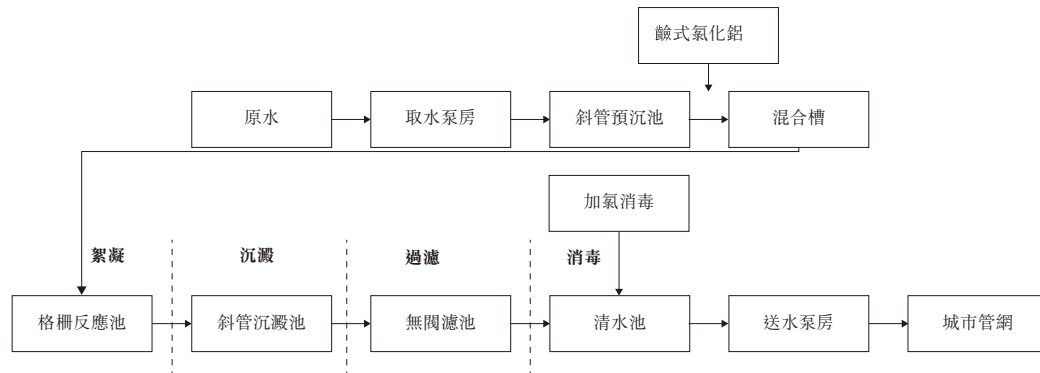 鹼式氯化鋁
原水
取水泵房
斜管預沉池
混合槽
加氯消毒
絮凝
沉澱
過濾
消毒
格柵反應池
斜管沉澱池
無閥濾池
清水池
送水泵房
城市管網